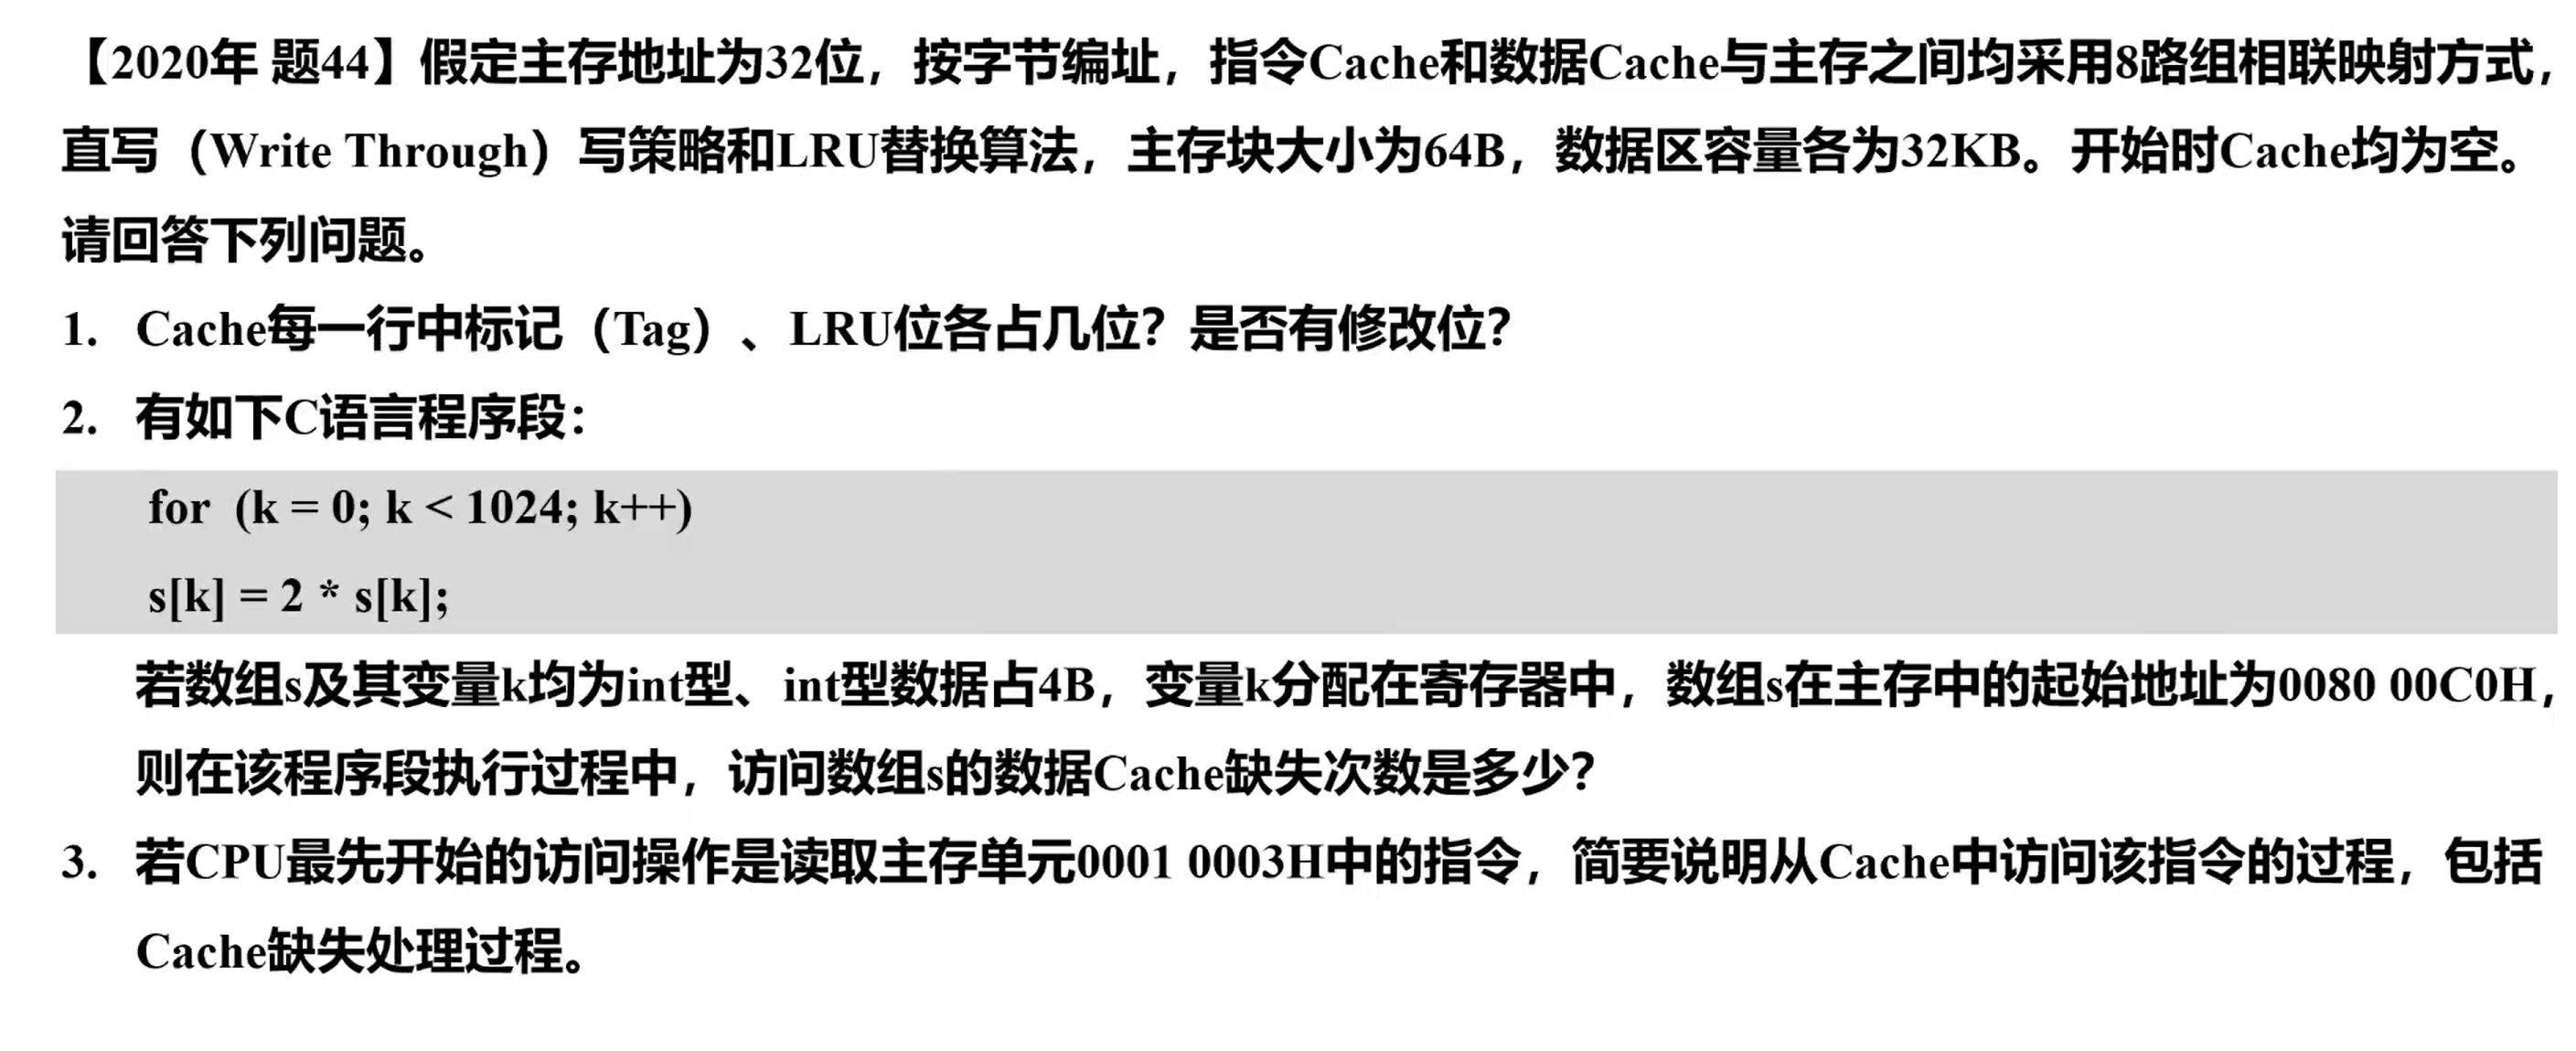 【2020年 题44】假定主存地址为32位，按字节编址，指令Cache和数据Cache与主存之间均采用8路组相联映射方式，
直写（Write Through）写策略和LRU替换算法，主存块大小为64B，数据区容量各为32KB。开始时Cache均为空。
请回答下列问题。
1. Cache每一行中标记（Tag）、LRU位各占几位？是否有修改位？
2. 有如下C语言程序段：
for (k = 0; k < 1024; k++)
s[k] = 2 * s[k];
若数组s及其变量k均为int型、int型数据占4B，变量k分配在寄存器中，数组s在主存中的起始地址为0080 00C0H，
则在该程序段执行过程中，访问数组s的数据Cache缺失次数是多少？
3. 若CPU最先开始的访问操作是读取主存单元0001 0003H中的指令，简要说明从Cache中访问该指令的过程，包括
Cache缺失处理过程。